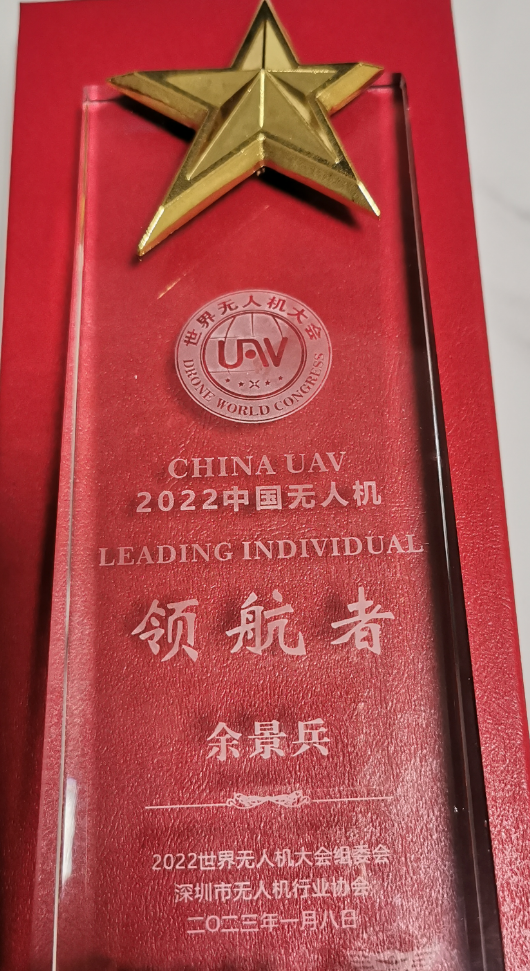 世界无人机大会
UAV
DRONE WORLD CONGRESS
CHINA UAV
2022中国无人机
LEADING INDIVIDUAL
领航者
余景兵
2022世界无人机大会组委会
深圳市无人机行业协会
二〇二三年一月八日